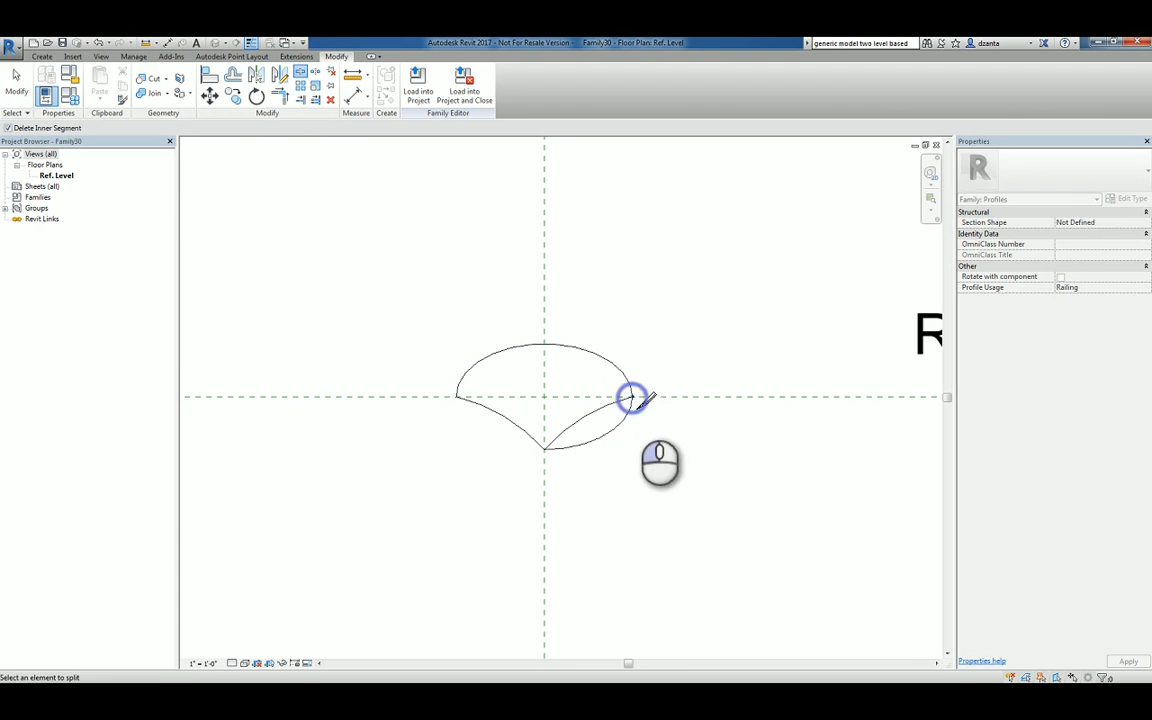 Autodesk Revit 2017 - Not For Resale Version - Family30 - Floor Plan: Ref. Level
generic model two level based
dzanta
Create Insert View Manage Add-Ins Autodesk Point Layout Extensions Modify
Modify
Paste
Cut
Join
Load into Project
Load into Project and Close
Select Properties Clipboard Geometry Modify Measure Create Family Editor
Delete Inner Segment
Project Browser - Family30
Views (all)
Floor Plans
Ref. Level
Sheets (all)
Families
Groups
Revit Links
R
Properties
R
Family: Profiles
Edit Type
Structural
Section Shape Not Defined
Identity Data
OmniClass Number
OmniClass Title
Other
Rotate with component
Profile Usage Railing
Properties help
Apply
1" = 1'-0"
Select an element to split
:0